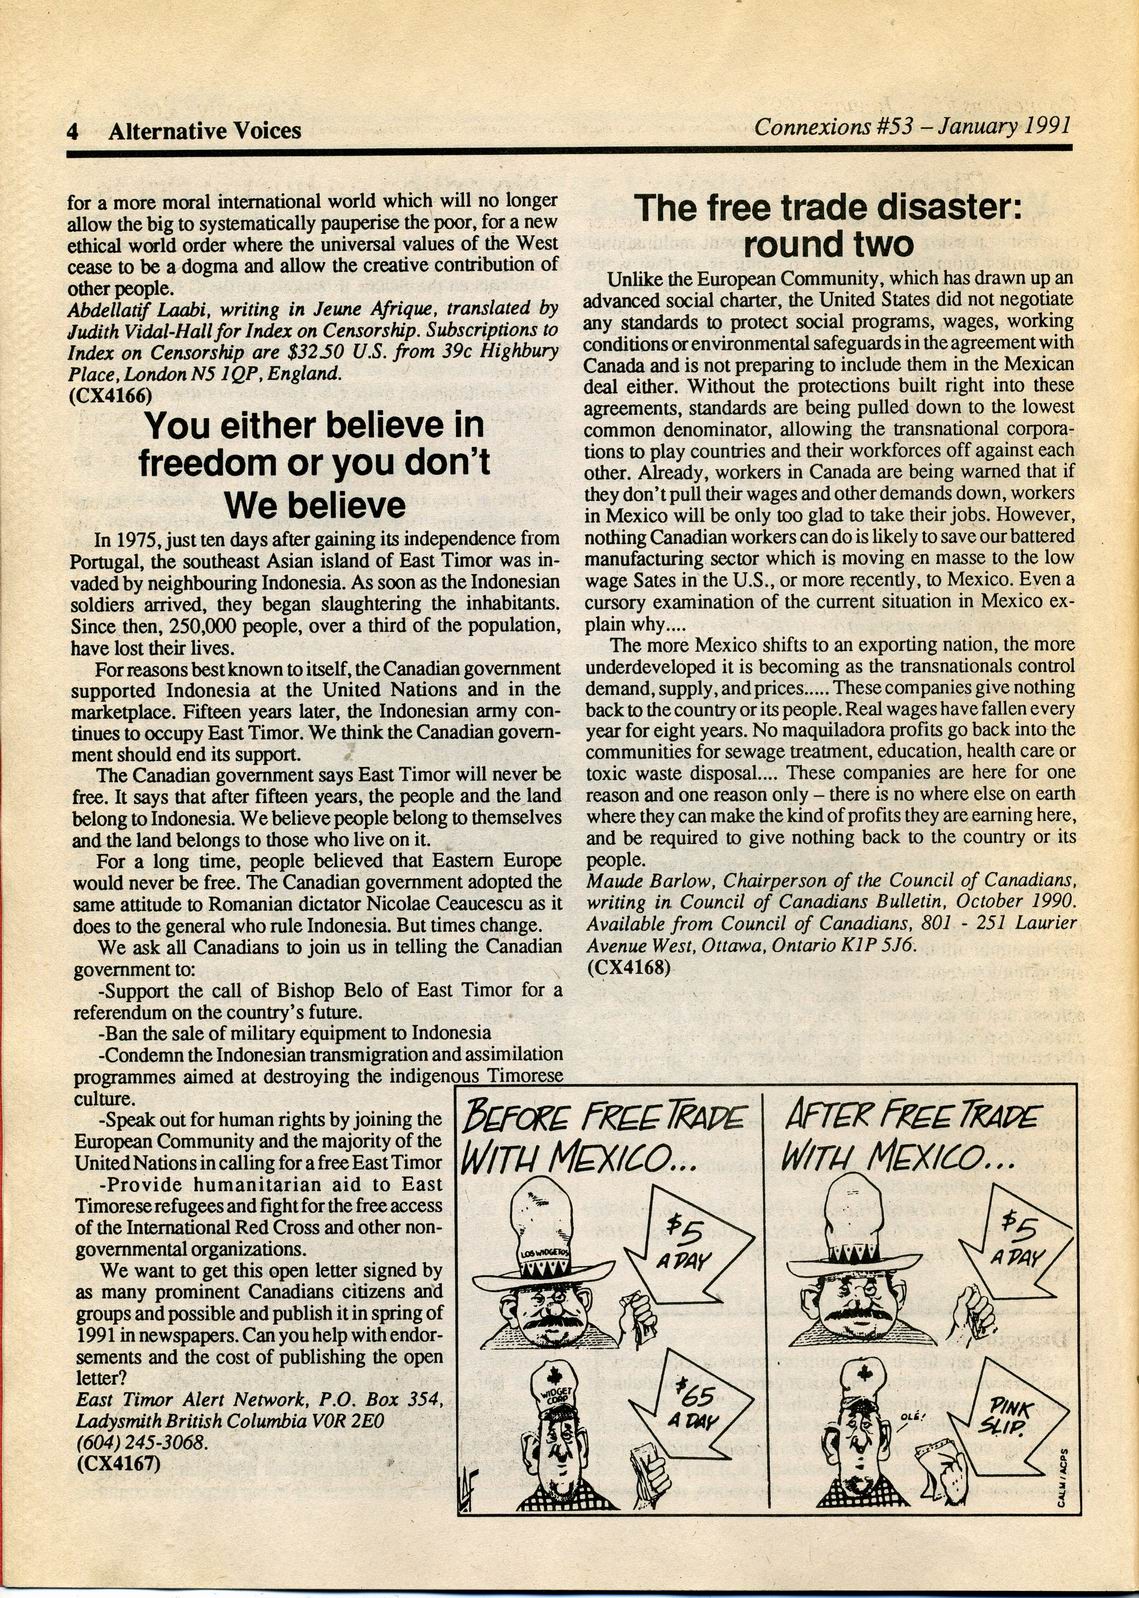 4 Alternative Voices
Connexions #53 – January 1991
for a more moral international world which will no longer
allow the big to systematically pauperise the poor, for a new
ethical world order where the universal values of the West
cease to be a dogma and allow the creative contribution of
other people.
Abdellatif Laabi, writing in Jeune Afrique, translated by
Judith Vidal-Hall for Index on Censorship. Subscriptions to
Index on Censorship are $32.50 U.S. from 39c Highbury
Place, London N5 1QP, England.
(CX4166)
You either believe in
freedom or you don't
We believe
In 1975, just ten days after gaining its independence from
Portugal, the southeast Asian island of East Timor was in-
vaded by neighbouring Indonesia. As soon as the Indonesian
soldiers arrived, they began slaughtering the inhabitants.
Since then, 250,000 people, over a third of the population,
have lost their lives.
For reasons best known to itself, the Canadian government
supported Indonesia at the United Nations and in the
marketplace. Fifteen years later, the Indonesian army con-
tinues to occupy East Timor. We think the Canadian govern-
ment should end its support.
The Canadian government says East Timor will never be
free. It says that after fifteen years, the people and the land
belong to Indonesia. We believe people belong to themselves
and the land belongs to those who live on it.
For a long time, people believed that Eastern Europe
would never be free. The Canadian government adopted the
same attitude to Romanian dictator Nicolae Ceaucescu as it
does to the general who rule Indonesia. But times change.
We ask all Canadians to join us in telling the Canadian
government to:
-Support the call of Bishop Belo of East Timor for a
referendum on the country's future.
-Ban the sale of military equipment to Indonesia
-Condemn the Indonesian transmigration and assimilation
programmes aimed at destroying the indigenous Timorese
culture.
-Speak out for human rights by joining the
European Community and the majority of the
United Nations in calling for a free East Timor
-Provide humanitarian aid to East
Timorese refugees and fight for the free access
of the International Red Cross and other non-
governmental organizations.
We want to get this open letter signed by
as many prominent Canadians citizens and
groups and possible and publish it in spring of
1991 in newspapers. Can you help with endor-
sements and the cost of publishing the open
letter?
East Timor Alert Network, P.O. Box 354,
Ladysmith British Columbia V0R 2E0
(604) 245-3068.
(CX4167)
The free trade disaster:
round two
Unlike the European Community, which has drawn up an
advanced social charter, the United States did not negotiate
any standards to protect social programs, wages, working
conditions or environmental safeguards in the agreement with
Canada and is not preparing to include them in the Mexican
deal either. Without the protections built right into these
agreements, standards are being pulled down to the lowest
common denominator, allowing the transnational corpora-
tions to play countries and their workforces off against each
other. Already, workers in Canada are being warned that if
they don't pull their wages and other demands down, workers
in Mexico will be only too glad to take their jobs. However,
nothing Canadian workers can do is likely to save our battered
manufacturing sector which is moving en masse to the low
wage Sates in the U.S., or more recently, to Mexico. Even a
cursory examination of the current situation in Mexico ex-
plain why....
The more Mexico shifts to an exporting nation, the more
underdeveloped it is becoming as the transnationals control
demand, supply, and prices..... These companies give nothing
back to the country or its people. Real wages have fallen every
year for eight years. No maquiladora profits go back into the
communities for sewage treatment, education, health care or
toxic waste disposal.... These companies are here for one
reason and one reason only – there is no where else on earth
where they can make the kind of profits they are earning here,
and be required to give nothing back to the country or its
people.
Maude Barlow, Chairperson of the Council of Canadians,
writing in Council of Canadians Bulletin, October 1990.
Available from Council of Canadians, 801 - 251 Laurier
Avenue West, Ottawa, Ontario K1P 5J6.
(CX4168)
BEFORE FREE TRADE
WITH MEXICO...
LOS WIDGETOS
$5
A DAY
WIDGET
CORP
$65
A DAY
LAF
AFTER FREE TRADE
WITH MEXICO...
$5
A DAY
OLÉ!
PINK
SLIP.
CALM / ACPS